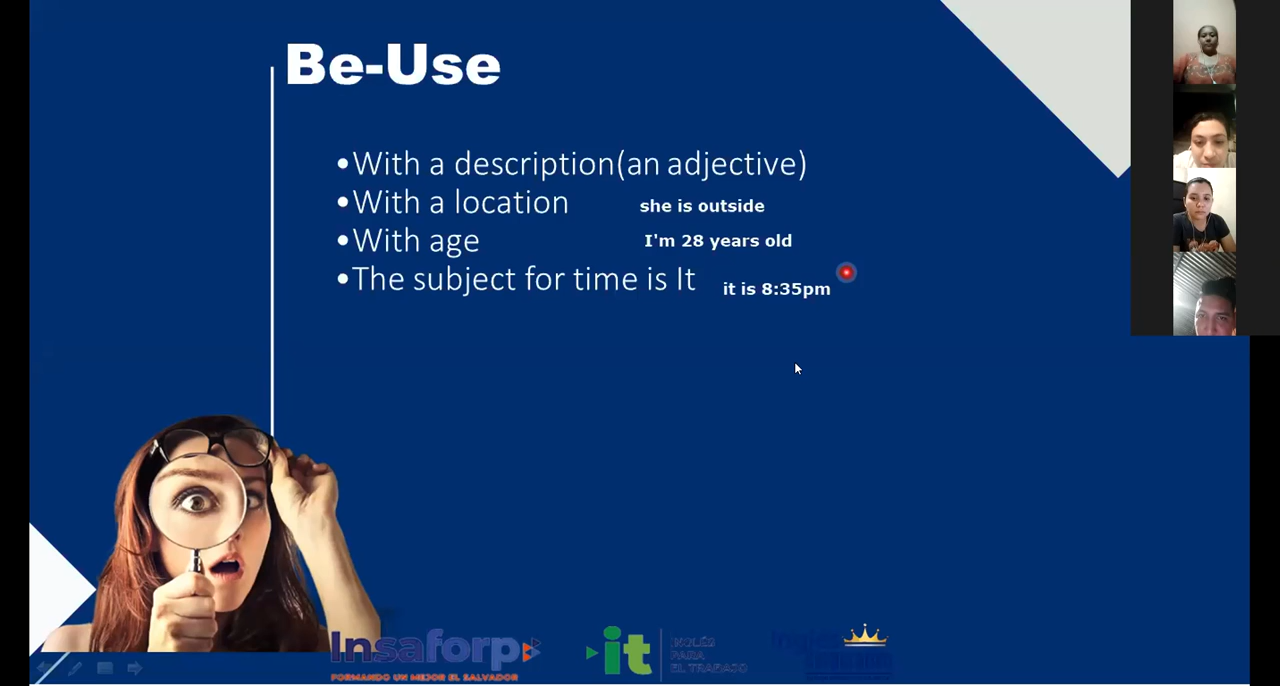 Be-Use
•With a description(an adjective)
•With a location
she is outside
•With age
I'm 28 years old
•The subject for time is It
it is 8:35pm
Insaforp
FORMANDO UN MEJOR EL SALVADOR
it
INGLÉS
PARA
EL TRABAJO